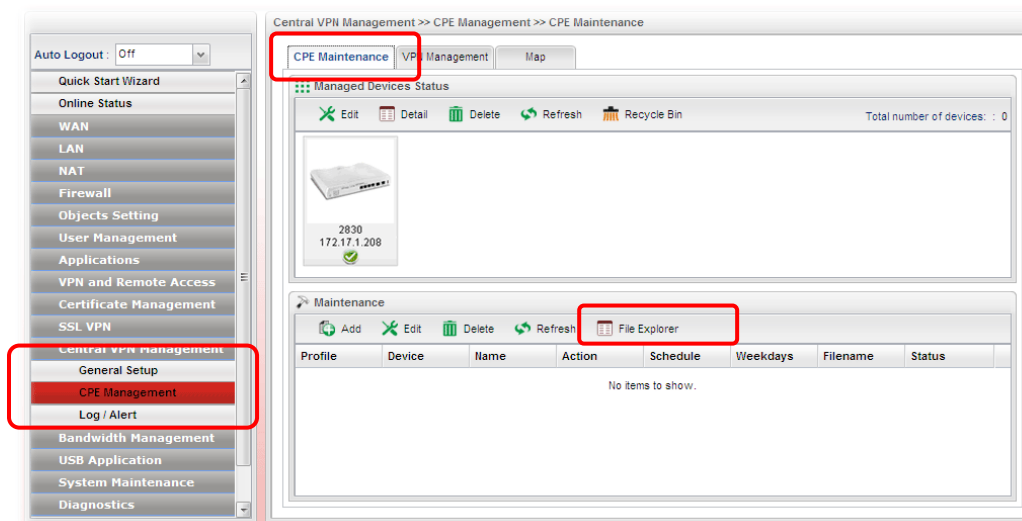 Central VPN Management >> CPE Management >> CPE Maintenance
Auto Logout : Off
Quick Start Wizard
Online Status
WAN
LAN
NAT
Firewall
Objects Setting
User Management
Applications
VPN and Remote Access
Certificate Management
SSL VPN
Central VPN Management
General Setup
CPE Management
Log / Alert
Bandwidth Management
USB Application
System Maintenance
Diagnostics
CPE Maintenance VPN Management Map
Managed Devices Status
Edit Detail Delete Refresh Recycle Bin Total number of devices: : 0
2830
172.17.1.208
Maintenance
Add Edit Delete Refresh File Explorer
Profile Device Name Action Schedule Weekdays Filename Status
No items to show.